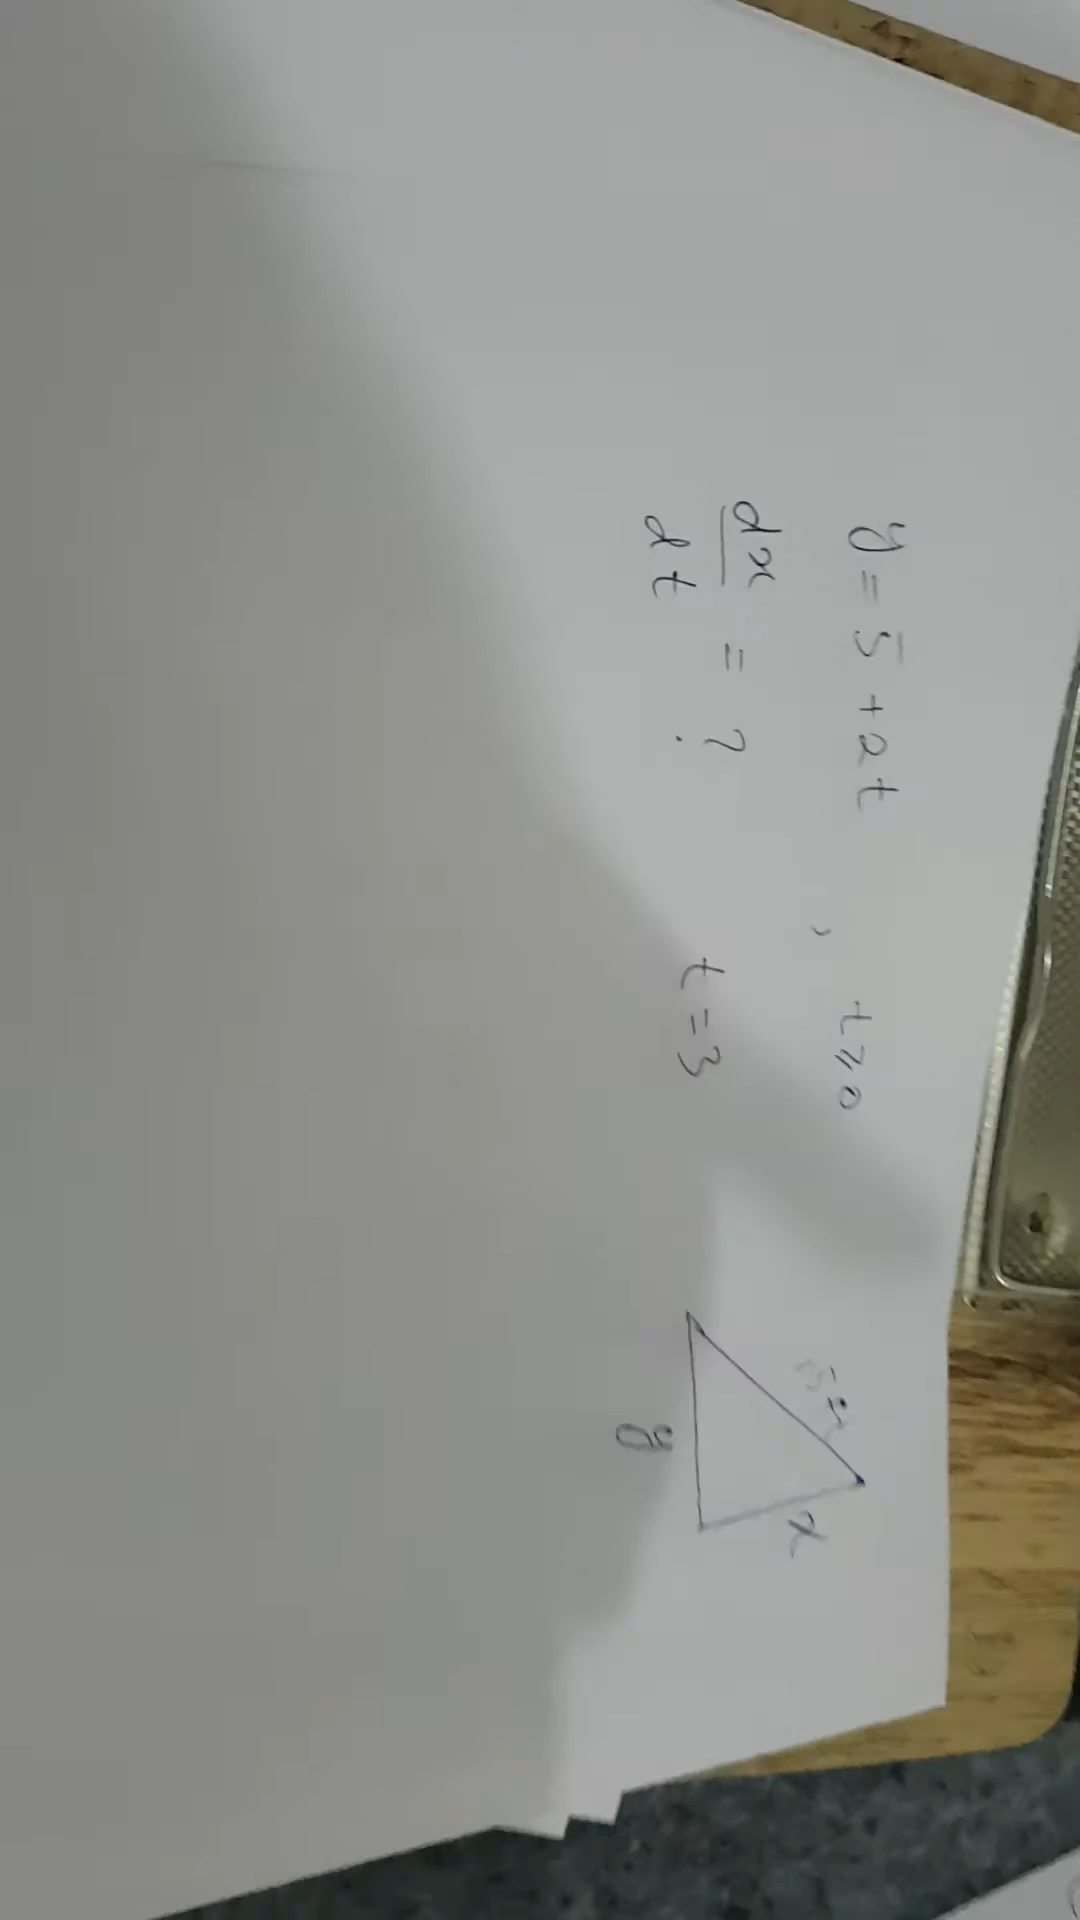 y = 5 + 2t , t ⩾ 0
dx/dt = ? t = 3
x
y